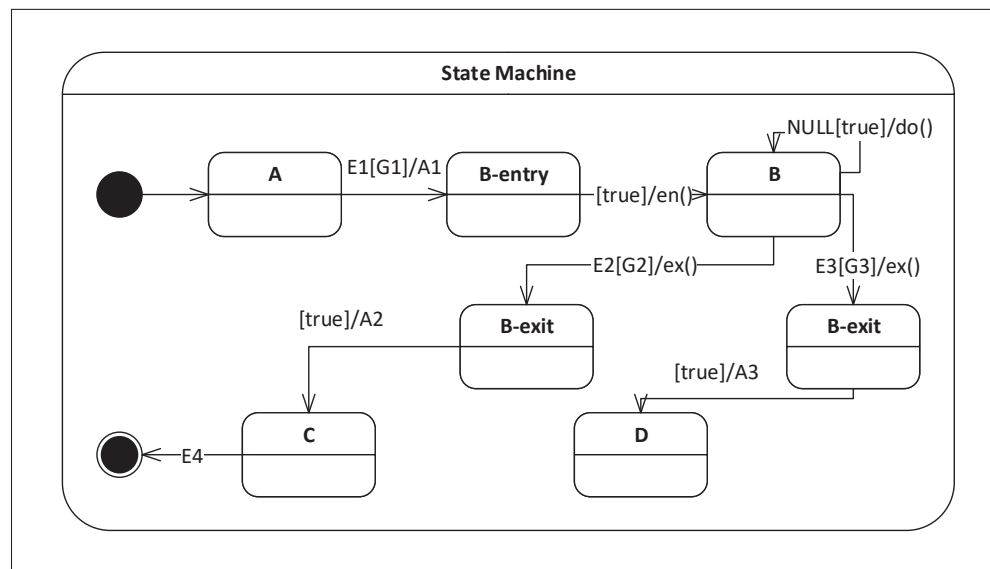 State Machine
NULL[true]/do()
A
E1[G1]/A1
B-entry
B
[true]/en()
E2[G2]/ex()
E3[G3]/ex()
B-exit
B-exit
[true]/A2
[true]/A3
C
D
E4